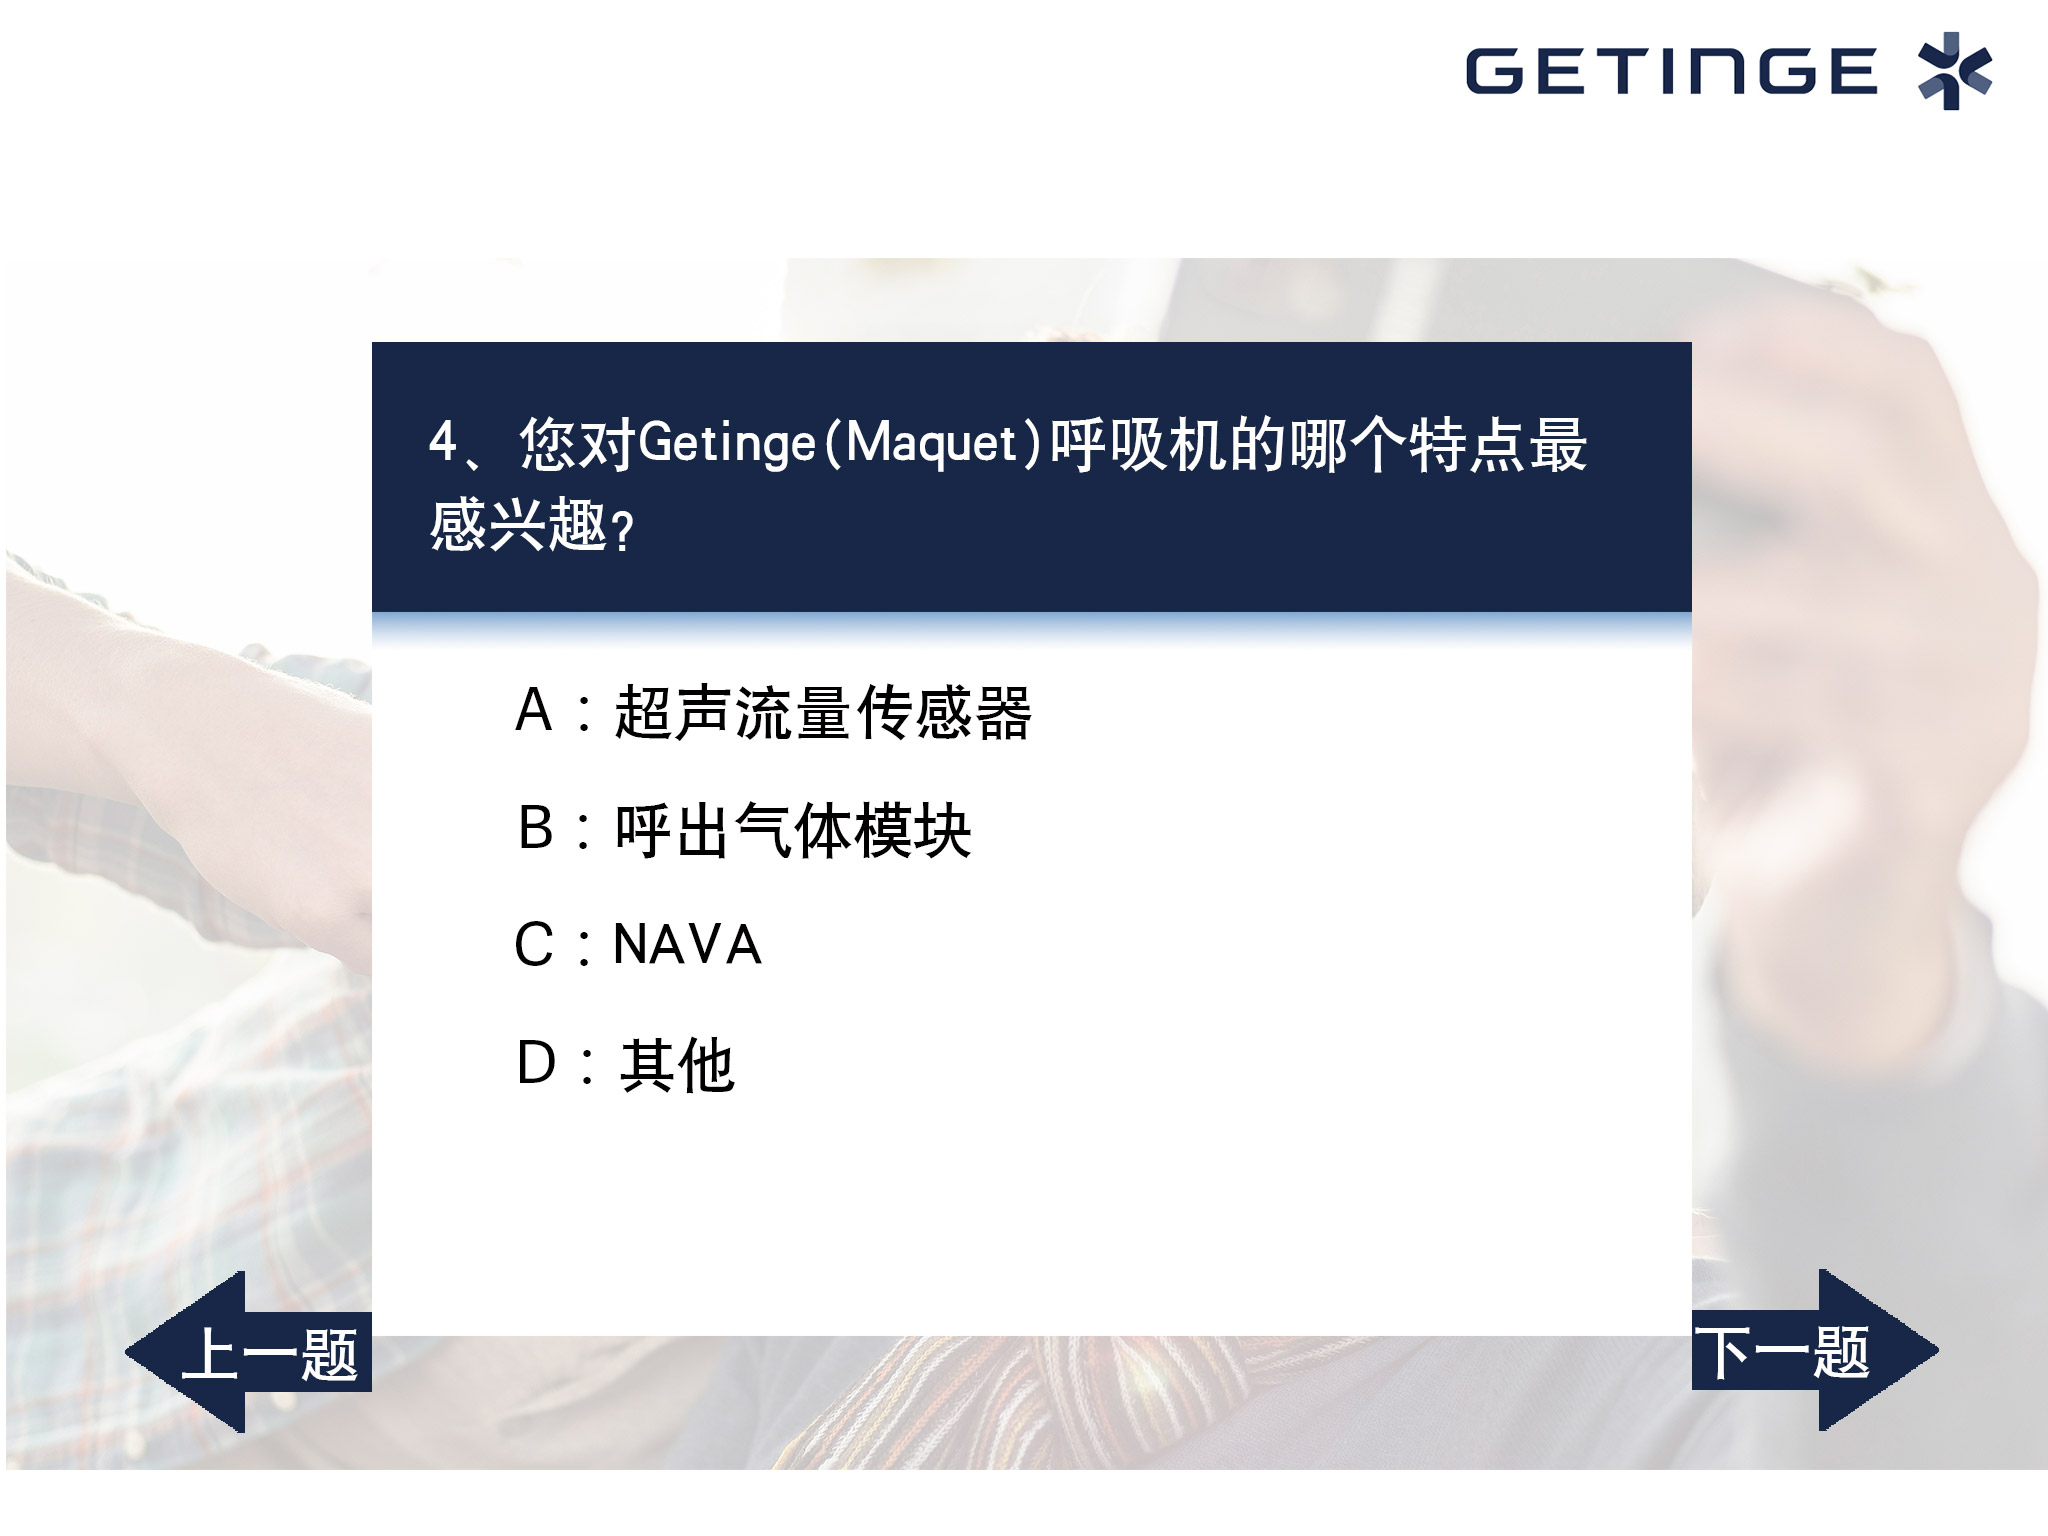 GETINGE
4、您对Getinge(Maquet)呼吸机的哪个特点最
感兴趣?
A：超声流量传感器
B：呼出气体模块
C：NAVA
D：其他
上一题
下一题